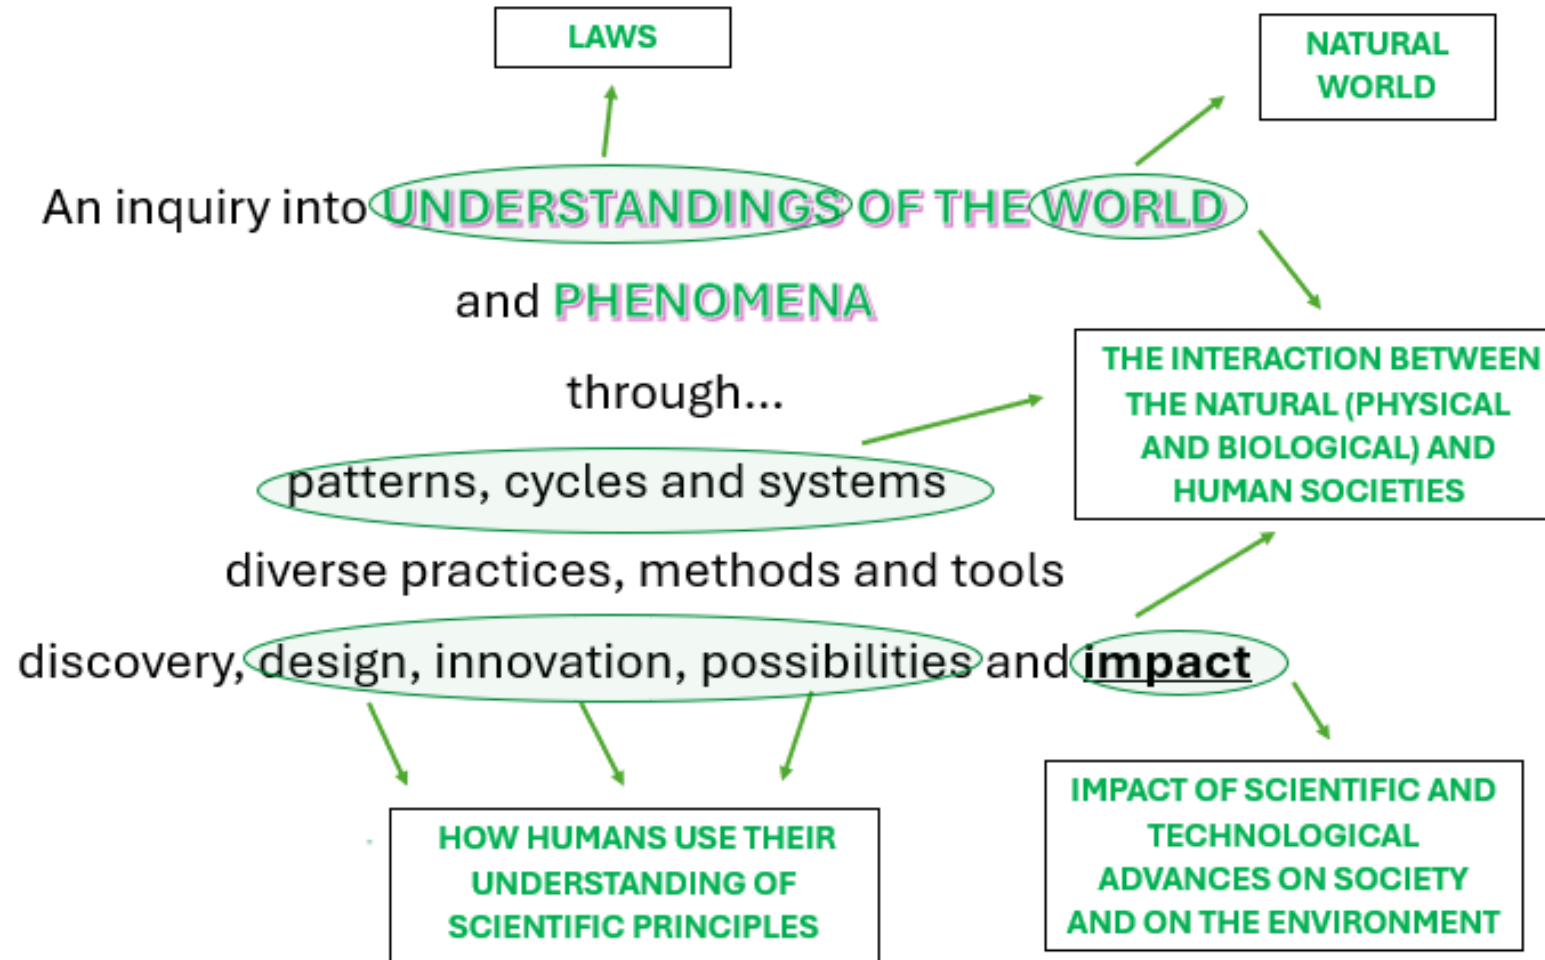 LAWS
NATURAL
WORLD
An inquiry into UNDERSTANDINGS OF THE WORLD
and PHENOMENA
through...
THE INTERACTION BETWEEN
THE NATURAL (PHYSICAL
AND BIOLOGICAL) AND
HUMAN SOCIETIES
patterns, cycles and systems
diverse practices, methods and tools
discovery, design, innovation, possibilities and impact
HOW HUMANS USE THEIR
UNDERSTANDING OF
SCIENTIFIC PRINCIPLES
IMPACT OF SCIENTIFIC AND
TECHNOLOGICAL
ADVANCES ON SOCIETY
AND ON THE ENVIRONMENT